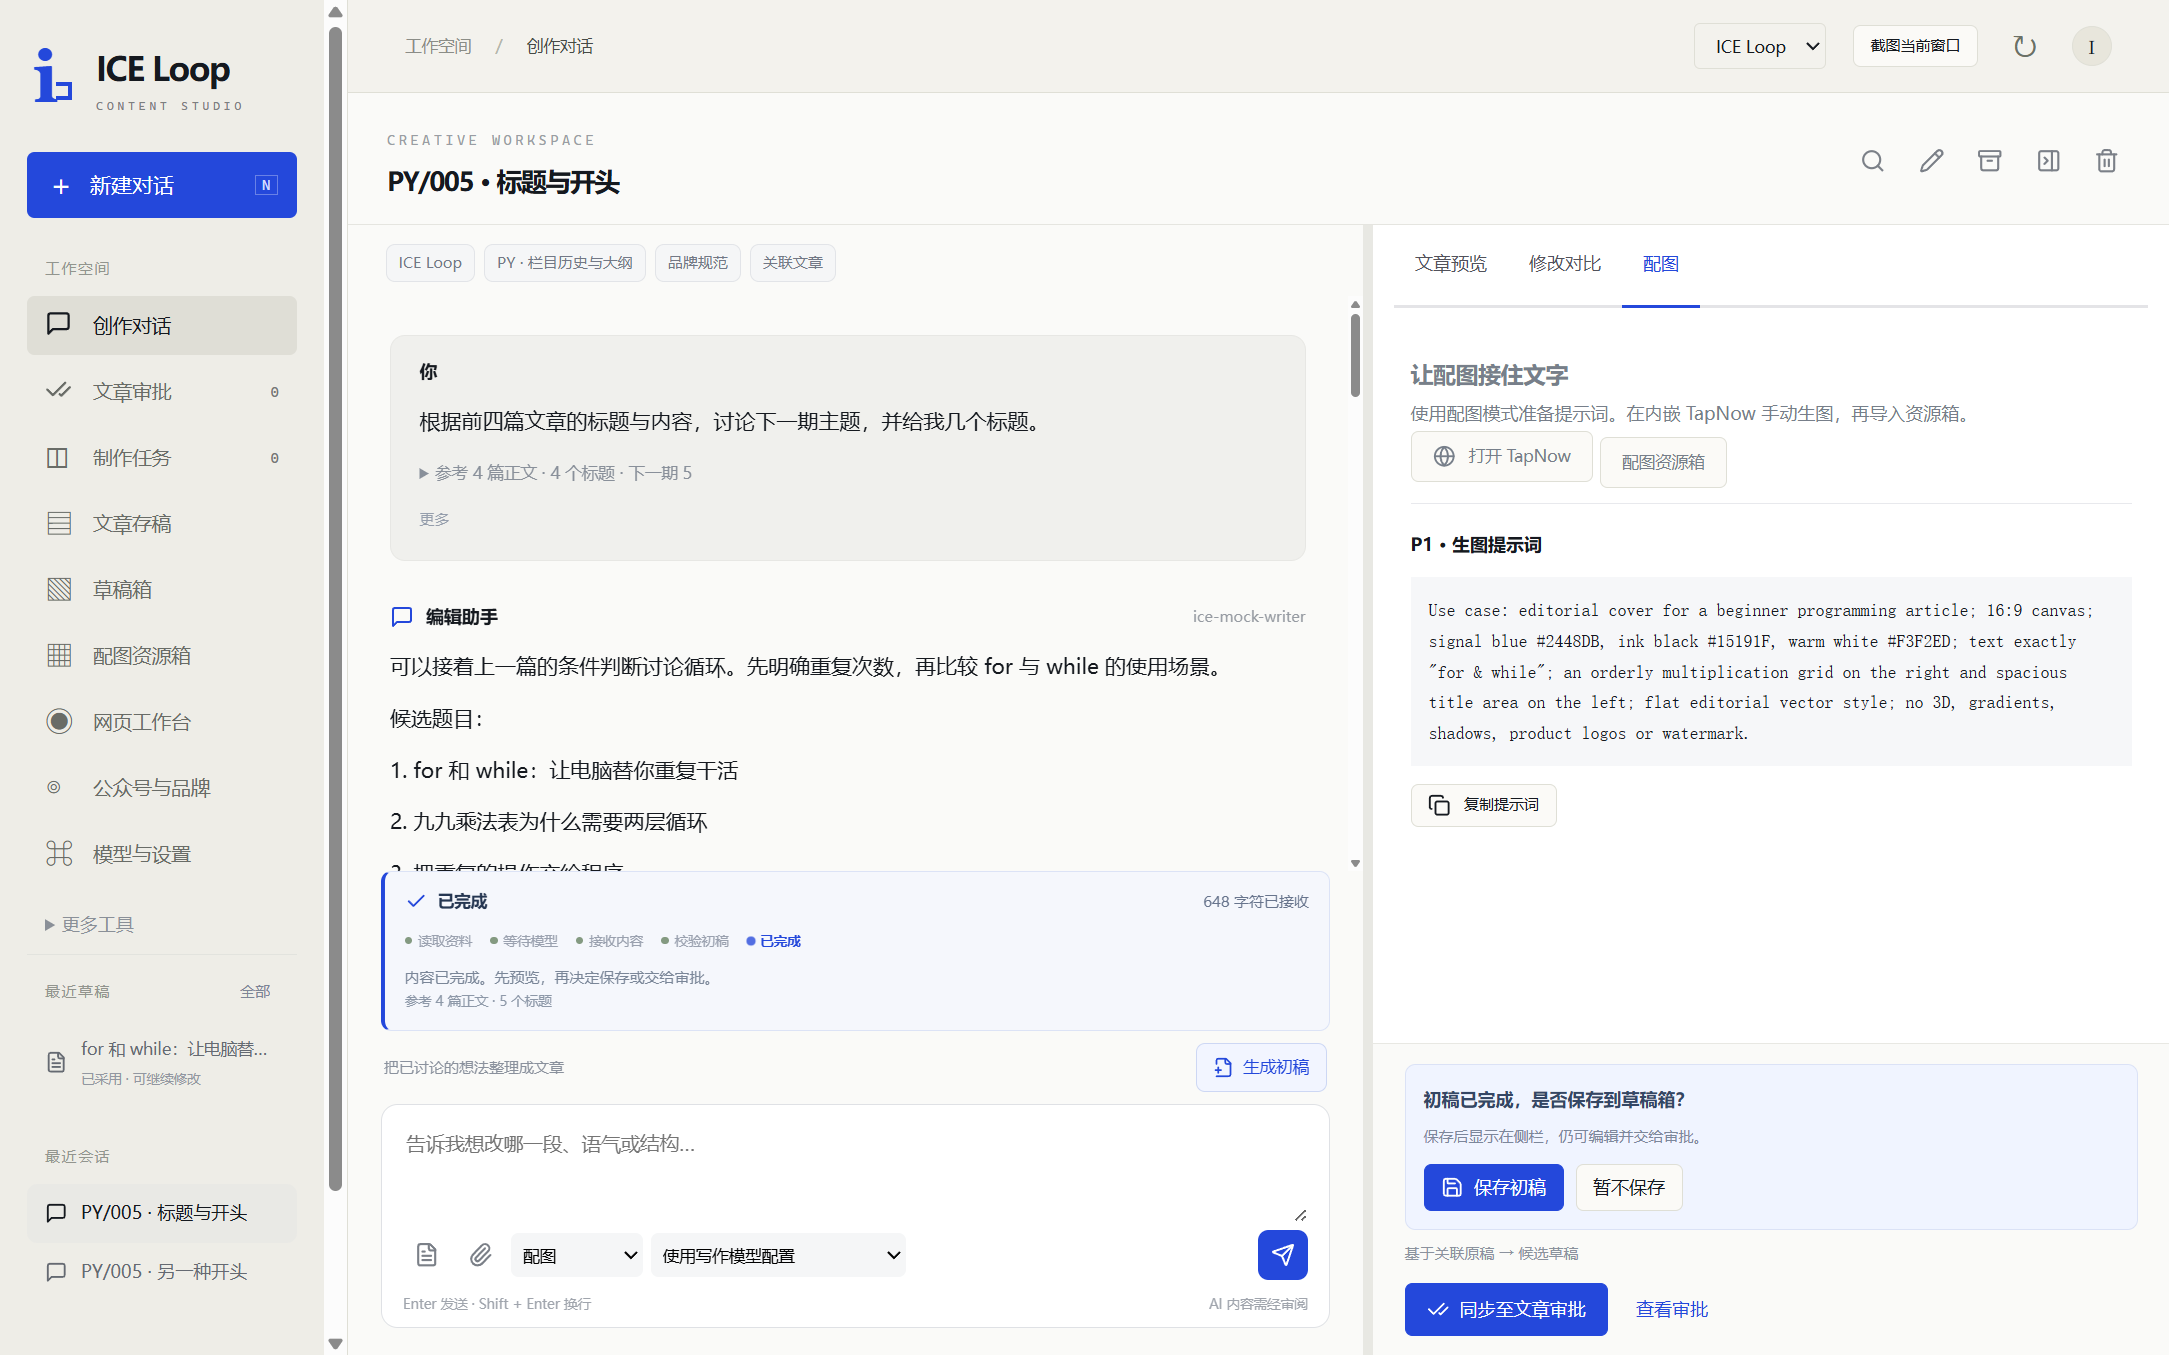 ICE Loop
CONTENT STUDIO
+ 新建对话 N
工作空间
创作对话
文章审批 0
制作任务 0
文章存稿
草稿箱
配图资源箱
网页工作台
公众号与品牌
模型与设置
更多工具
最近草稿 全部
for 和 while：让电脑替...
已采用 · 可继续修改
最近会话
PY/005 · 标题与开头
PY/005 · 另一种开头
工作空间 / 创作对话
ICE Loop
截图当前窗口
I
CREATIVE WORKSPACE
PY/005 • 标题与开头
ICE Loop
PY · 栏目历史与大纲
品牌规范
关联文章
你
根据前四篇文章的标题与内容，讨论下一期主题，并给我几个标题。
参考 4 篇正文 · 4 个标题 · 下一期 5
更多
编辑助手 ice-mock-writer
可以接着上一篇的条件判断讨论循环。先明确重复次数，再比较 for 与 while 的使用场景。
候选题目：
1. for 和 while：让电脑替你重复干活
2. 九九乘法表为什么需要两层循环
3. 把重复的操作交给程序
已完成 648 字符已接收
读取资料 等待模型 接收内容 校验初稿 已完成
内容已完成。先预览，再决定保存或交给审批。
参考 4 篇正文 · 5 个标题
把已讨论的想法整理成文章
生成初稿
告诉我想改哪一段、语气或结构...
配图
使用写作模型配置
Enter 发送 · Shift + Enter 换行
AI 内容需经审阅
文章预览 修改对比 配图
让配图接住文字
使用配图模式准备提示词。在内嵌 TapNow 手动生图，再导入资源箱。
打开 TapNow
配图资源箱
P1 • 生图提示词
Use case: editorial cover for a beginner programming article; 16:9 canvas;
signal blue #2448DB, ink black #15191F, warm white #F3F2ED; text exactly
"for & while"; an orderly multiplication grid on the right and spacious
title area on the left; flat editorial vector style; no 3D, gradients,
shadows, product logos or watermark.
复制提示词
初稿已完成，是否保存到草稿箱？
保存后显示在侧栏，仍可编辑并交给审批。
保存初稿
暂不保存
基于关联原稿 → 候选草稿
同步至文章审批
查看审批